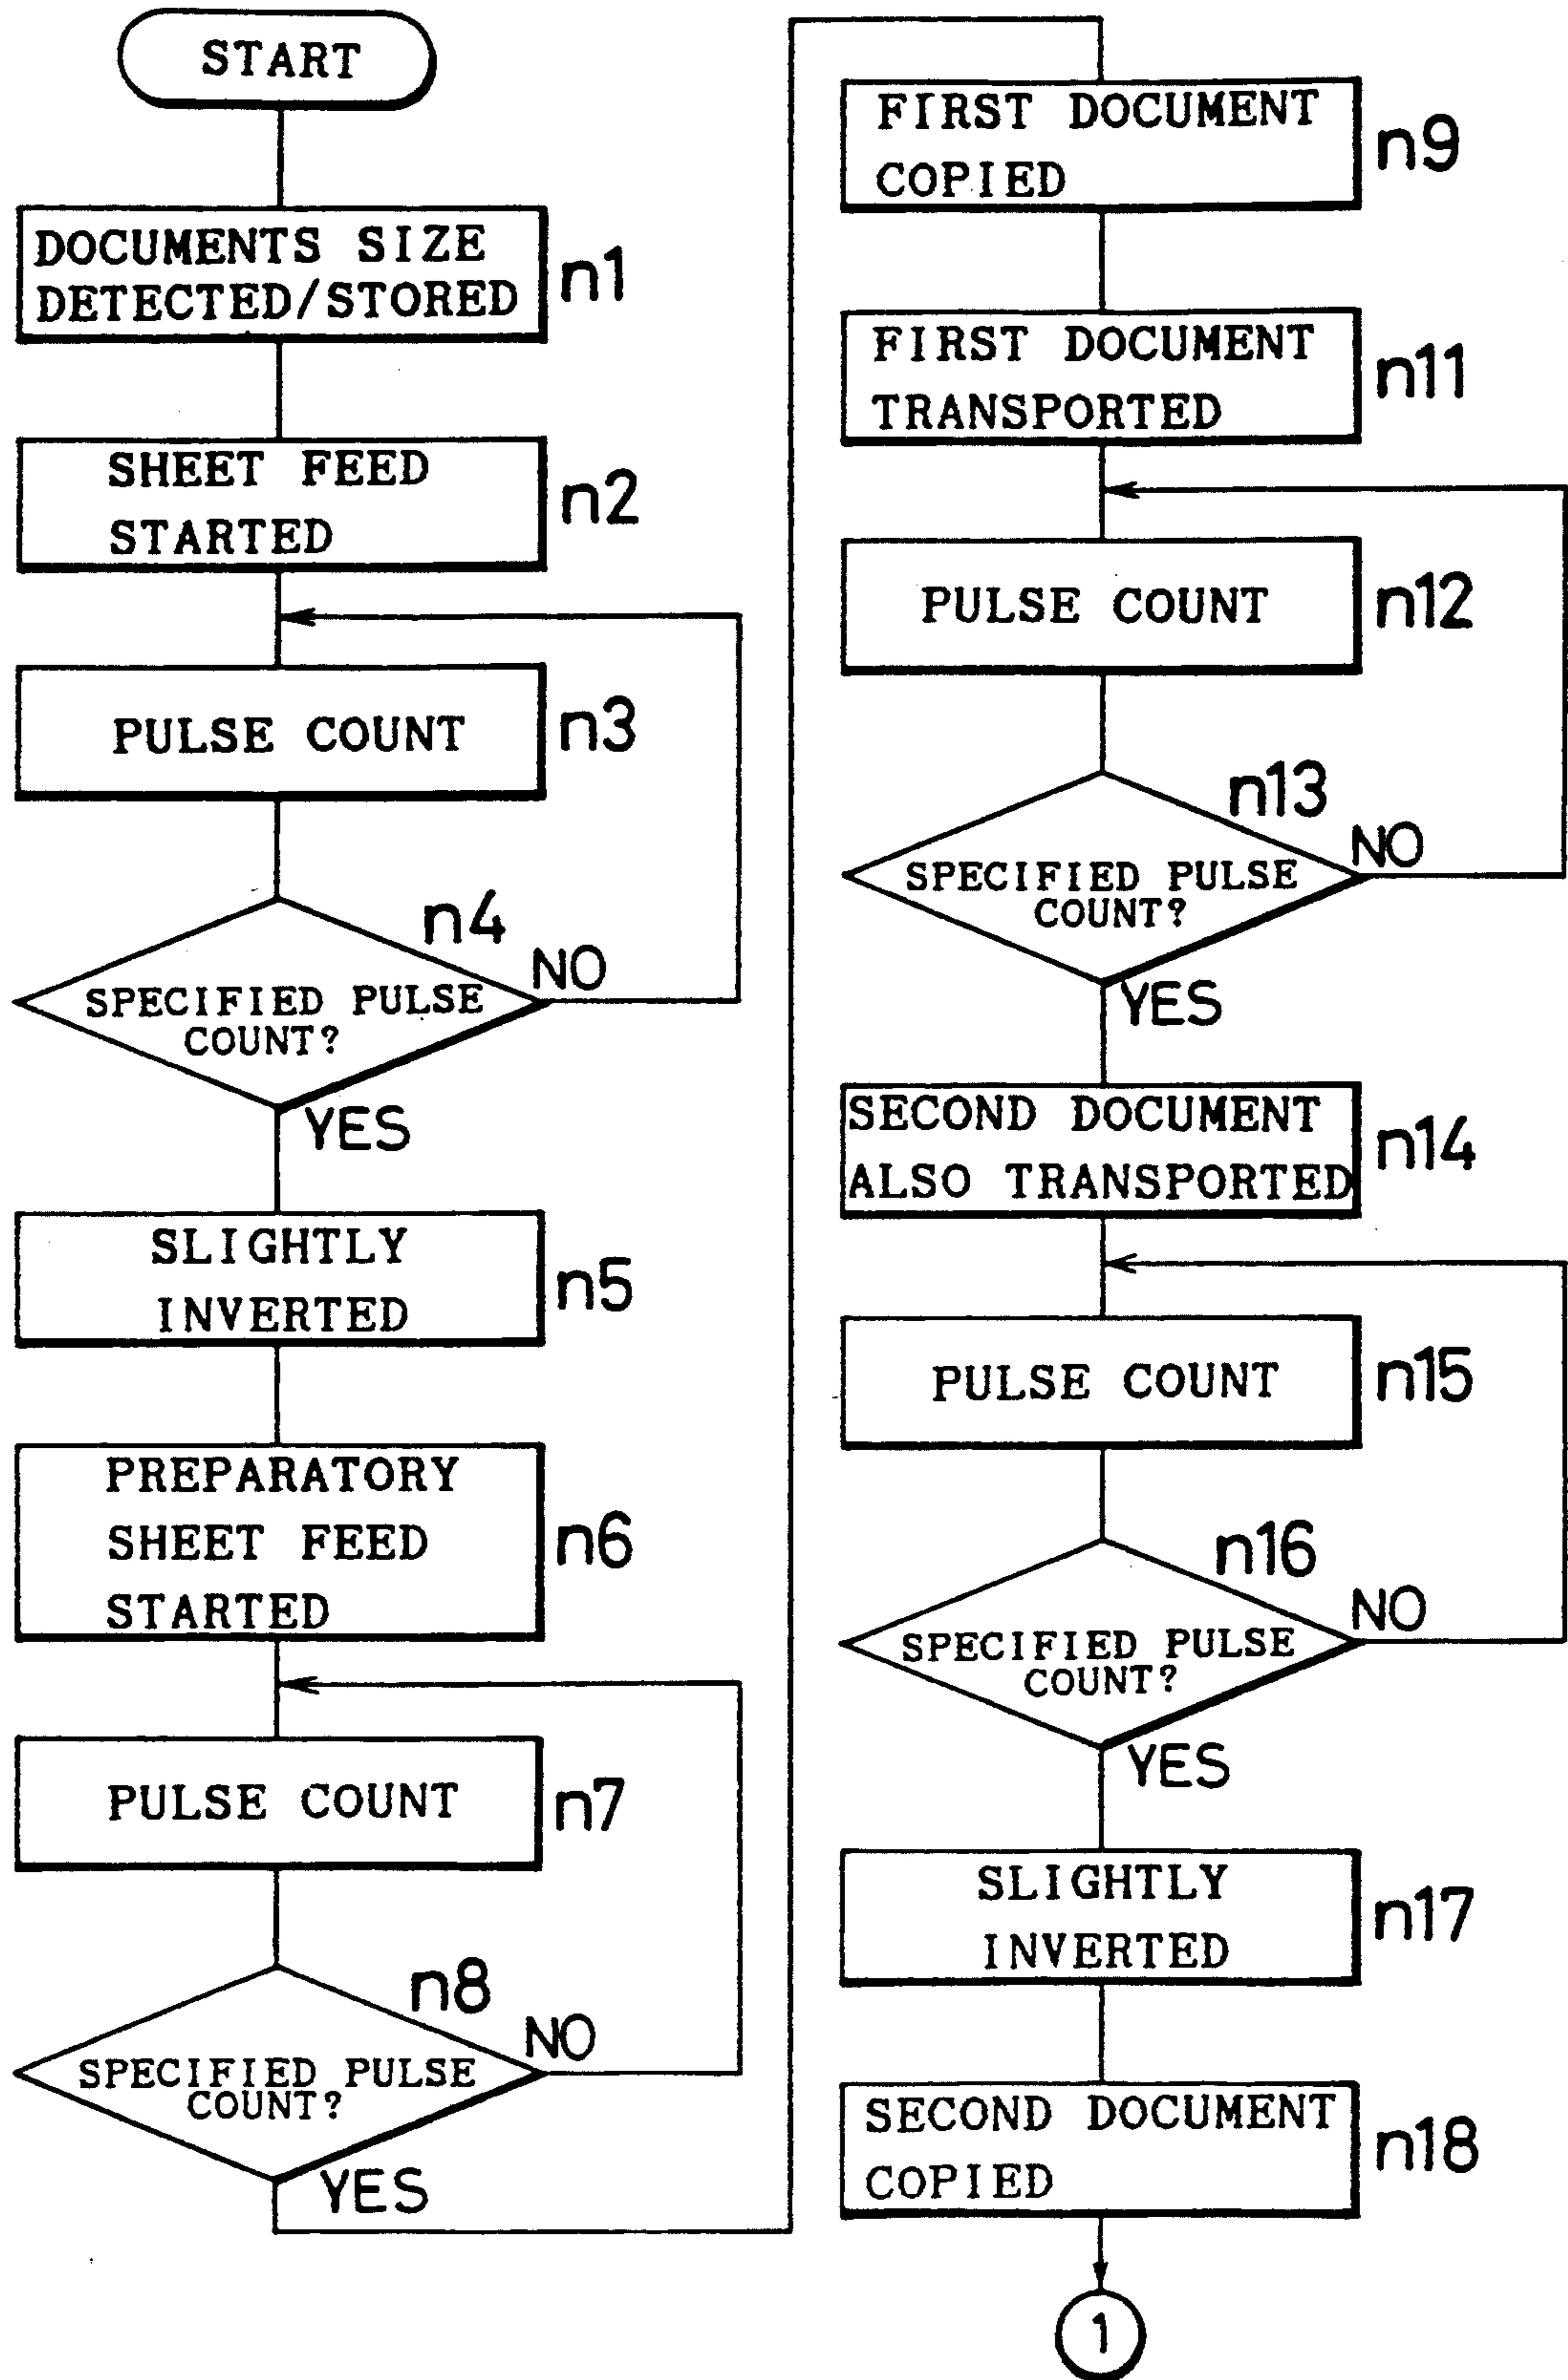 START
DOCUMENTS SIZE
DETECTED/STORED
n1
SHEET FEED
STARTED
n2
PULSE COUNT
n3
n4
NO
SPECIFIED PULSE
COUNT?
YES
SLIGHTLY
INVERTED
n5
PREPARATORY
SHEET FEED
STARTED
n6
PULSE COUNT
n7
n8
NO
SPECIFIED PULSE
COUNT?
YES
FIRST DOCUMENT
COPIED
n9
FIRST DOCUMENT
TRANSPORTED
n11
PULSE COUNT
n12
n13
NO
SPECIFIED PULSE
COUNT?
YES
SECOND DOCUMENT
ALSO TRANSPORTED
n14
PULSE COUNT
n15
n16
NO
SPECIFIED PULSE
COUNT?
YES
SLIGHTLY
INVERTED
n17
SECOND DOCUMENT
COPIED
n18
1